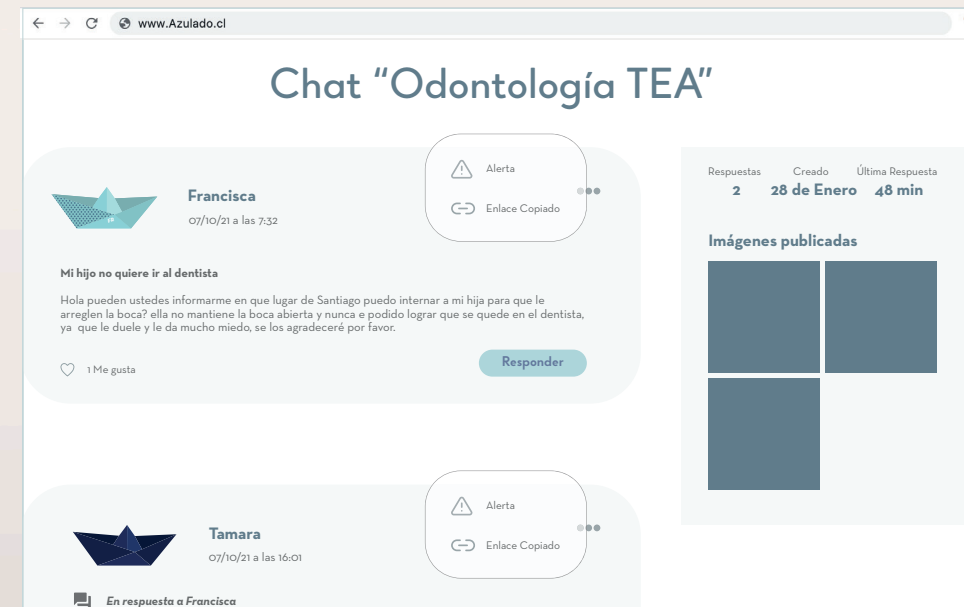 www.Azulado.cl
Chat “Odontología TEA”
Francisca
07/10/21 a las 7:32
Alerta
Enlace Copiado
Mi hijo no quiere ir al dentista
Hola pueden ustedes informarme en que lugar de Santiago puedo internar a mi hija para que le
arreglen la boca? ella no mantiene la boca abierta y nunca e podido lograr que se quede en el dentista,
ya que le duele y le da mucho miedo, se los agradeceré por favor.
1 Me gusta
Responder
Respuestas Creado Última Respuesta
2 28 de Enero 48 min
Imágenes publicadas
Tamara
07/10/21 a las 16:01
Alerta
Enlace Copiado
En respuesta a Francisca